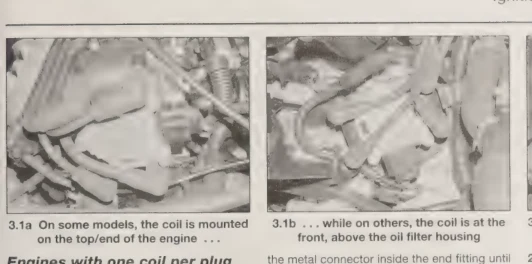 3.1a On some models, the coil is mounted
on the top/end of the engine ...
3.1b ... while on others, the coil is at the
front, above the oil filter housing
Engines with one coil per plug
the metal connector inside the end fitting until